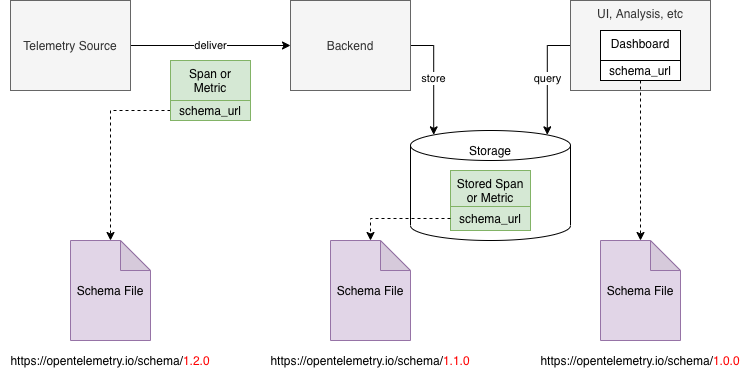 Telemetry Source
deliver
Backend
UI, Analysis, etc
Dashboard
schema_url
Span or
Metric
schema_url
store
query
Storage
Stored Span
or Metric
schema_url
Schema File
Schema File
Schema File
https://opentelemetry.io/schema/1.2.0
https://opentelemetry.io/schema/1.1.0
https://opentelemetry.io/schema/1.0.0